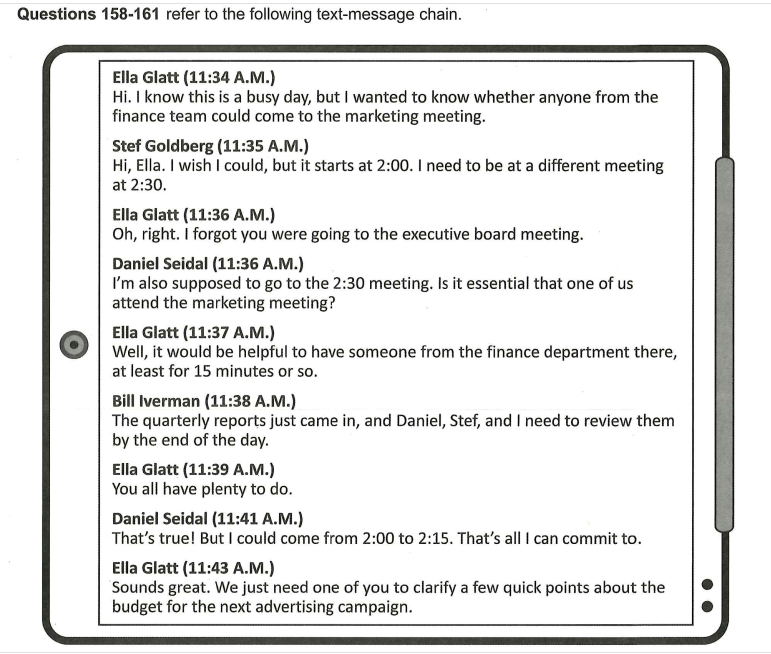 Questions 158-161 refer to the following text-message chain.
Ella Glatt (11:34 A.M.)
Hi. I know this is a busy day, but I wanted to know whether anyone from the
finance team could come to the marketing meeting.
Stef Goldberg (11:35 A.M.)
Hi, Ella. I wish I could, but it starts at 2:00. I need to be at a different meeting
at 2:30.
Ella Glatt (11:36 A.M.)
Oh, right. I forgot you were going to the executive board meeting.
Daniel Seidal (11:36 A.M.)
I'm also supposed to go to the 2:30 meeting. Is it essential that one of us
attend the marketing meeting?
Ella Glatt (11:37 A.M.)
Well, it would be helpful to have someone from the finance department there,
at least for 15 minutes or so.
Bill Iverman (11:38 A.M.)
The quarterly reports just came in, and Daniel, Stef, and I need to review them
by the end of the day.
Ella Glatt (11:39 A.M.)
You all have plenty to do.
Daniel Seidal (11:41 A.M.)
That's true! But I could come from 2:00 to 2:15. That's all I can commit to.
Ella Glatt (11:43 A.M.)
Sounds great. We just need one of you to clarify a few quick points about the
budget for the next advertising campaign.